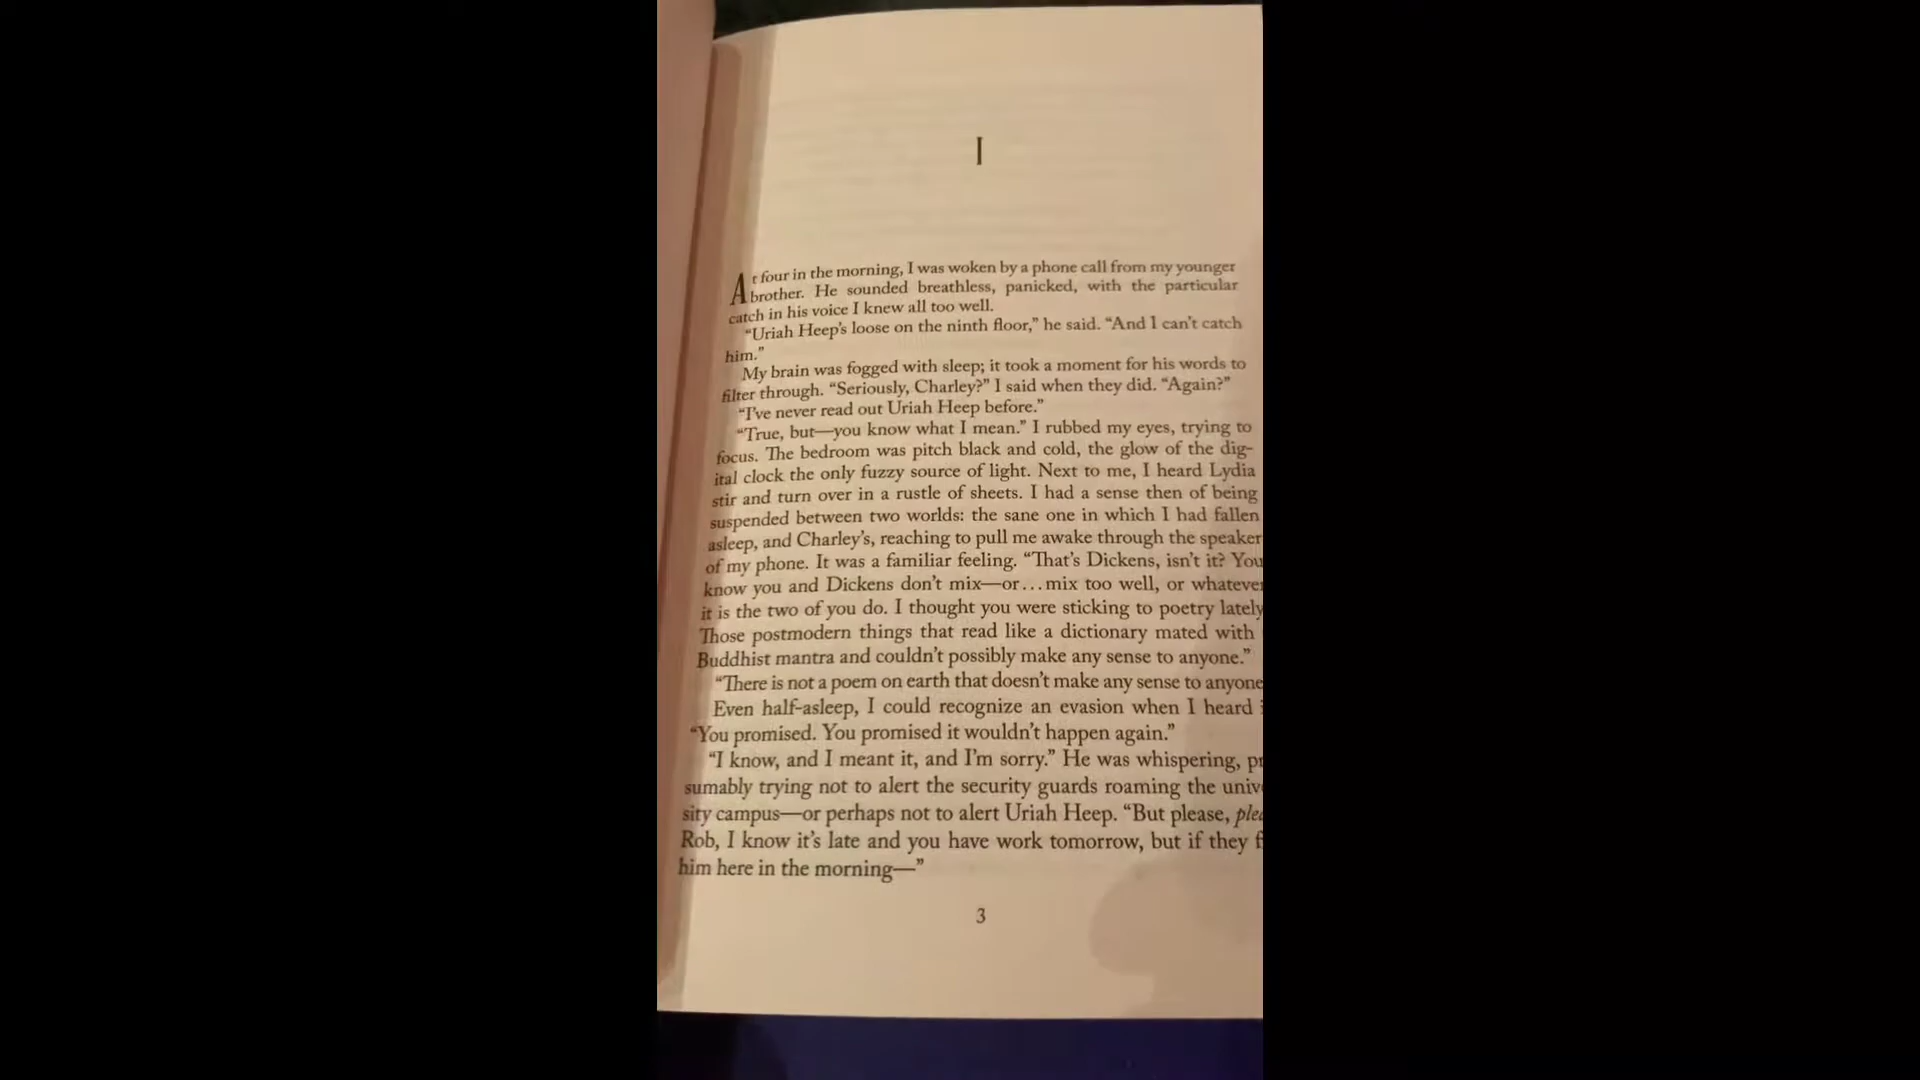 I
At four in the morning, I was woken by a phone call from my younger
brother. He sounded breathless, panicked, with the particular
catch in his voice I knew all too well.
“Uriah Heep’s loose on the ninth floor,” he said. “And I can’t catch
him.”
My brain was fogged with sleep; it took a moment for his words to
filter through. “Seriously, Charley?” I said when they did. “Again?”
“I’ve never read out Uriah Heep before.”
“True, but—you know what I mean.” I rubbed my eyes, trying to
focus. The bedroom was pitch black and cold, the glow of the dig-
ital clock the only fuzzy source of light. Next to me, I heard Lydia
stir and turn over in a rustle of sheets. I had a sense then of being
suspended between two worlds: the sane one in which I had fallen
asleep, and Charley’s, reaching to pull me awake through the speaker
of my phone. It was a familiar feeling. “That’s Dickens, isn’t it? You
know you and Dickens don’t mix—or…mix too well, or whatever
it is the two of you do. I thought you were sticking to poetry lately
Those postmodern things that read like a dictionary mated with
Buddhist mantra and couldn’t possibly make any sense to anyone.”
“There is not a poem on earth that doesn’t make any sense to anyone
Even half-asleep, I could recognize an evasion when I heard
“You promised. You promised it wouldn’t happen again.”
“I know, and I meant it, and I’m sorry.” He was whispering,
sumably trying not to alert the security guards roaming the
sity campus—or perhaps not to alert Uriah Heep. “But please,
Rob, I know it’s late and you have work tomorrow, but if they
him here in the morning—”
3